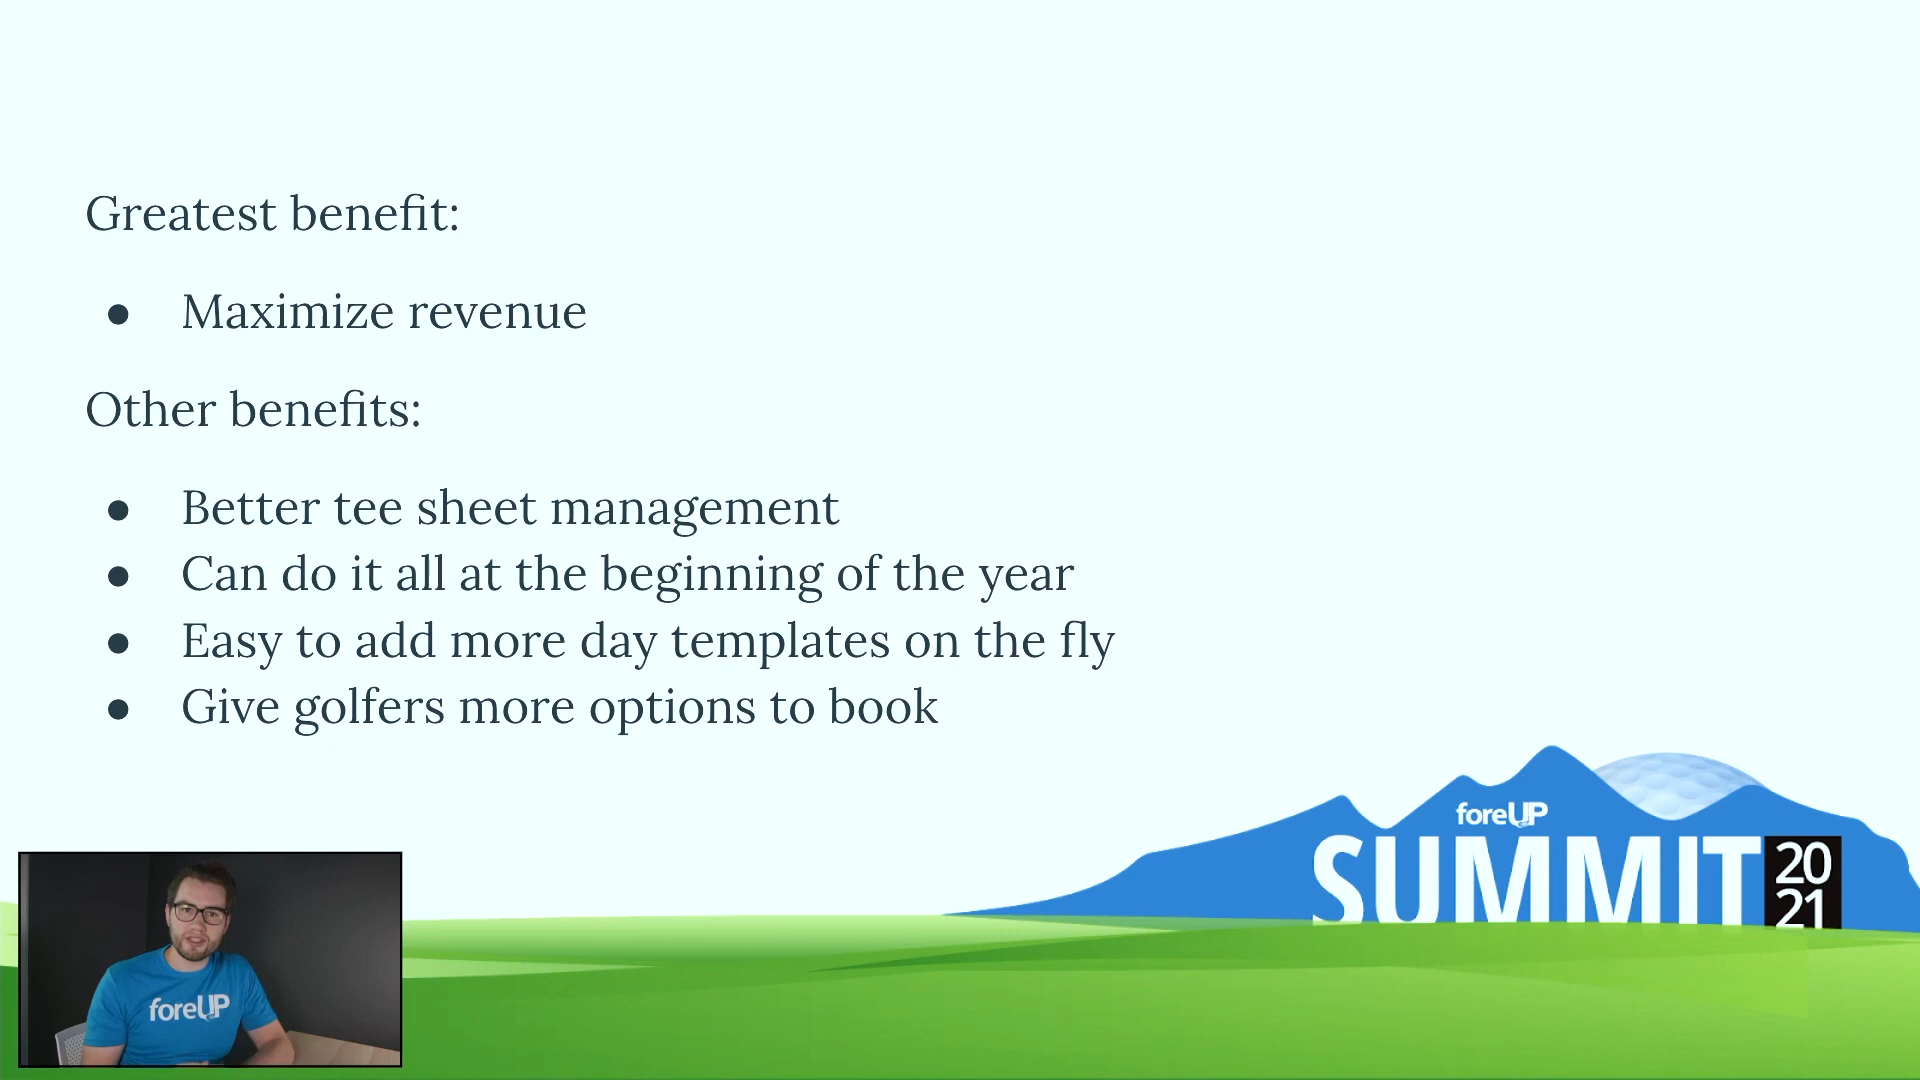 Greatest benefit:
● Maximize revenue
Other benefits:
● Better tee sheet management
● Can do it all at the beginning of the year
● Easy to add more day templates on the fly
● Give golfers more options to book
foreUP
SUMMIT
20
21
foreUP